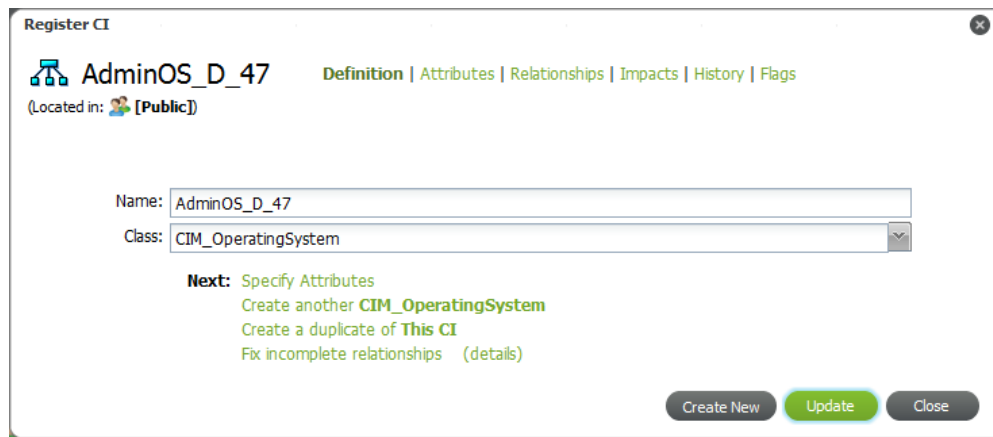 Register CI
AdminOS_D_47
Definition | Attributes | Relationships | Impacts | History | Flags
(Located in: [Public])
Name: AdminOS_D_47
Class: CIM_OperatingSystem
Next: Specify Attributes
Create another CIM_OperatingSystem
Create a duplicate of This CI
Fix incomplete relationships (details)
Create New Update Close